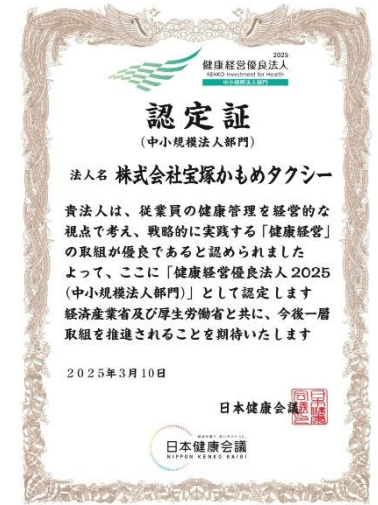 2025
健康経営優良法人
KENKO Investment for Health
中小規模法人部門
認定証
(中小規模法人部門)
法人名 株式会社宝塚かもめタクシー
貴法人は、従業員の健康管理を経営的な
視点で考え、戦略的に実践する「健康経営」
の取組が優良であると認められました
よって、ここに「健康経営優良法人2025
(中小規模法人部門)」として認定します
経済産業省及び厚生労働省と共に、今後一層
取組を推進されることを期待いたします
2025年3月10日
日本健康会議
日本健康会議
NIPPON KENKO KAIGI